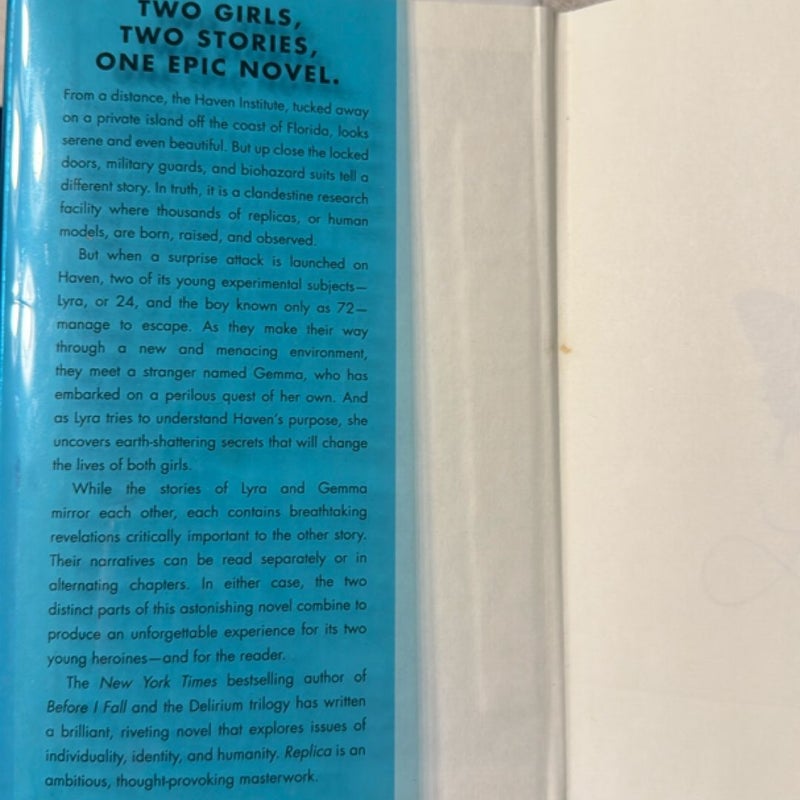 TWO GIRLS,
TWO STORIES,
ONE EPIC NOVEL.
From a distance, the Haven Institute, tucked away
on a private island off the coast of Florida, looks
serene and even beautiful. But up close the locked
doors, military guards, and biohazard suits tell a
different story. In truth, it is a clandestine research
facility where thousands of replicas, or human
models, are born, raised, and observed.
But when a surprise attack is launched on
Haven, two of its young experimental subjects—
Lyra, or 24, and the boy known only as 72—
manage to escape. As they make their way
through a new and menacing environment,
they meet a stranger named Gemma, who has
embarked on a perilous quest of her own. And
as Lyra tries to understand Haven's purpose, she
uncovers earth-shattering secrets that will change
the lives of both girls.
While the stories of Lyra and Gemma
mirror each other, each contains breathtaking
revelations critically important to the other story.
Their narratives can be read separately or in
alternating chapters. In either case, the two
distinct parts of this astonishing novel combine to
produce an unforgettable experience for its two
young heroines—and for the reader.
The New York Times bestselling author of
Before I Fall and the Delirium trilogy has written
a brilliant, riveting novel that explores issues of
individuality, identity, and humanity. Replica is an
ambitious, thought-provoking masterwork.